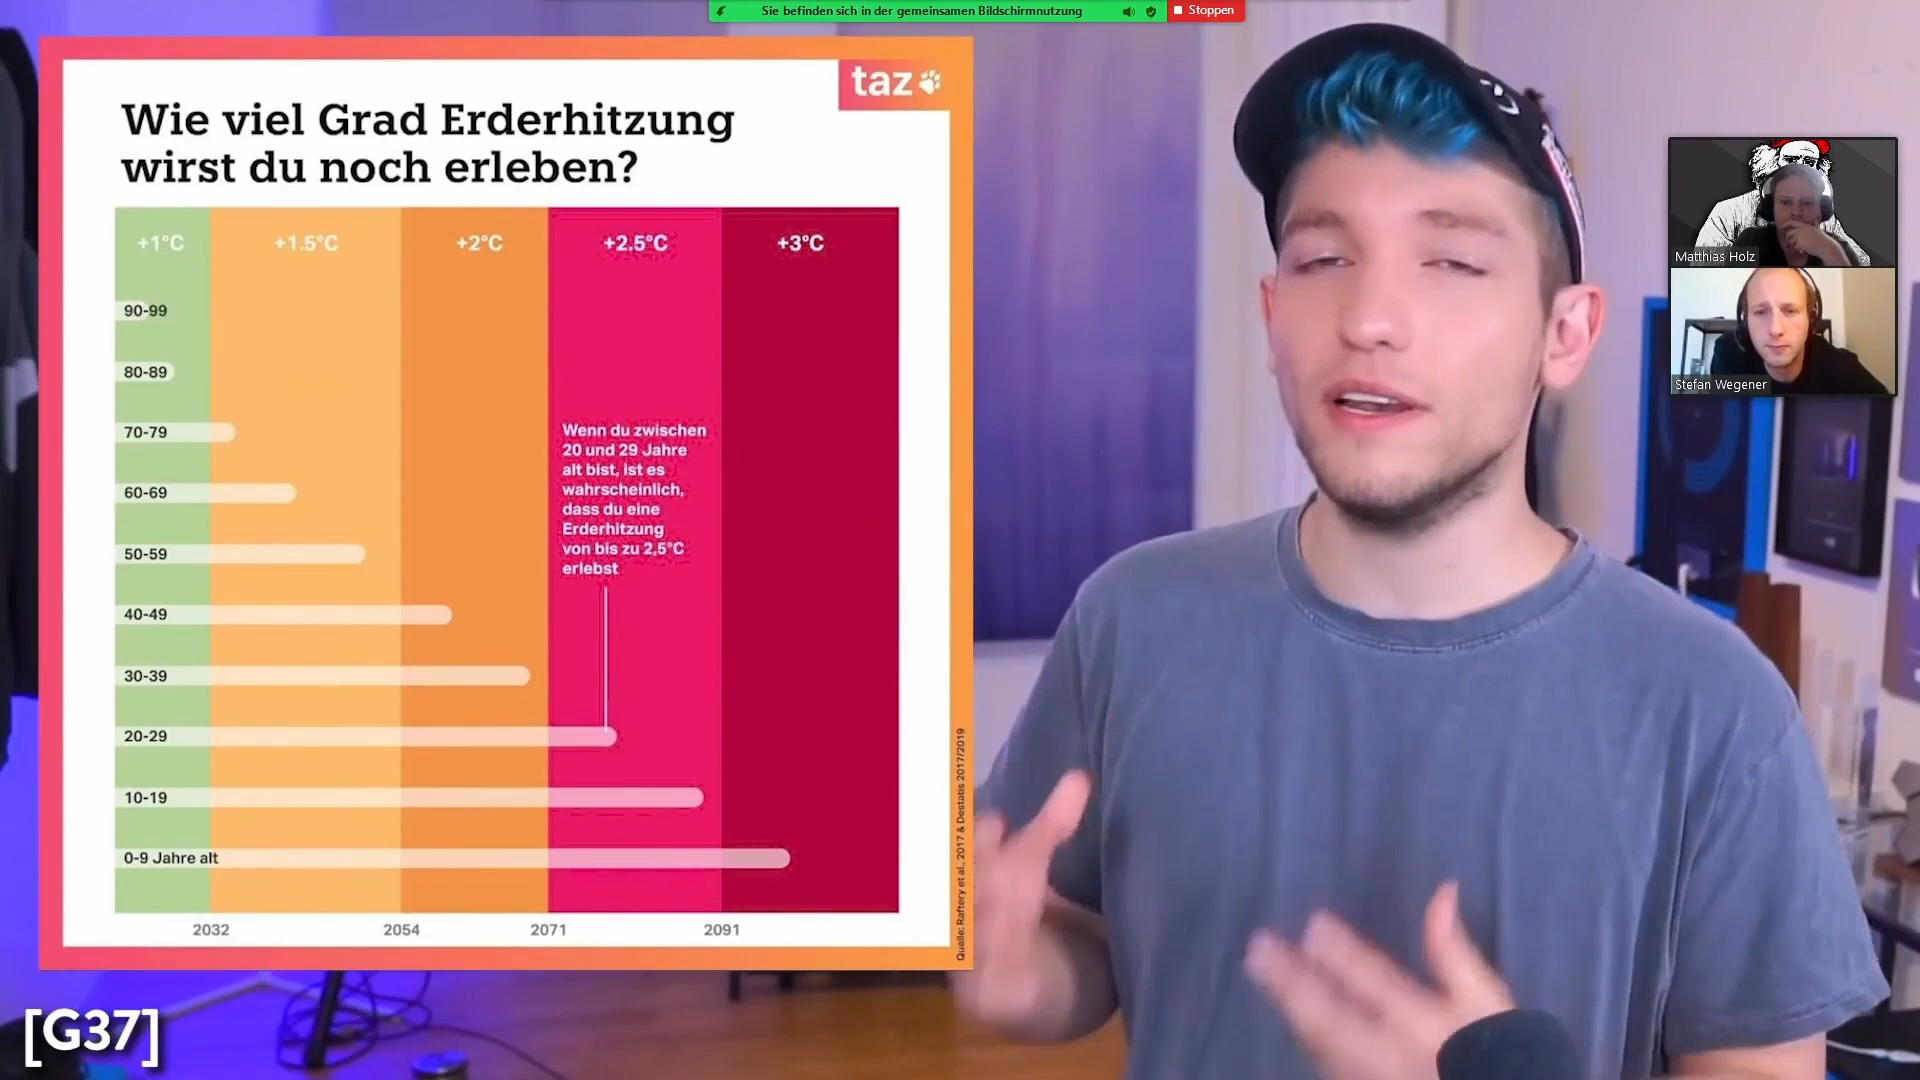 Sie befinden sich in der gemeinsamen Bildschirmnutzung
Stoppen
taz
Wie viel Grad Erderhitzung
wirst du noch erleben?
+1°C
+1.5°C
+2°C
+2.5°C
+3°C
90-99
80-89
70-79
60-69
50-59
40-49
30-39
20-29
10-19
0-9 Jahre alt
Wenn du zwischen
20 und 29 Jahre
alt bist, ist es
wahrscheinlich,
dass du eine
Erderhitzung
von bis zu 2,5°C
erlebst
2032
2054
2071
2091
Quelle: Raftery et al., 2017 & Destatis 2017/2019
[G37]
Matthias Holz
Stefan Wegener